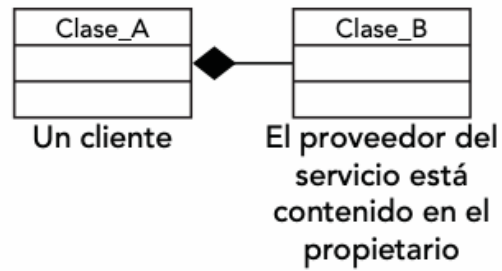 Clase_A
Clase_B
Un cliente
El proveedor del
servicio está
contenido en el
propietario